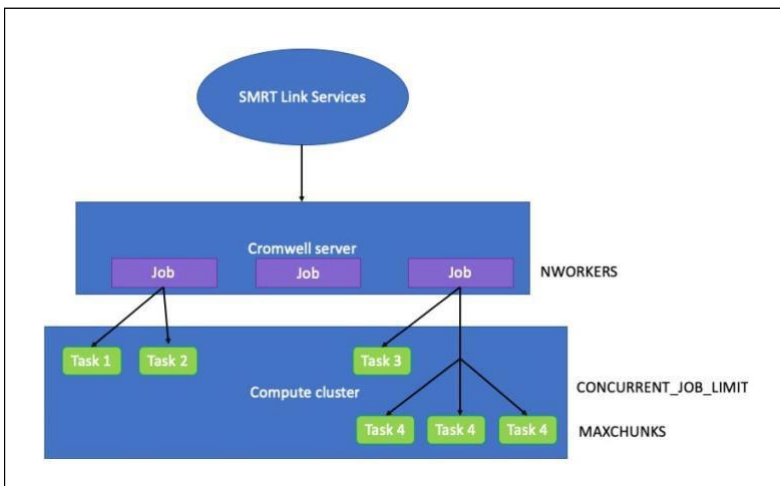 SMRT Link Services
Cromwell server
Job
Job
Job
NWORKERS
Task 1
Task 2
Task 3
Compute cluster
CONCURRENT_JOB_LIMIT
Task 4
Task 4
Task 4
MAXCHUNKS